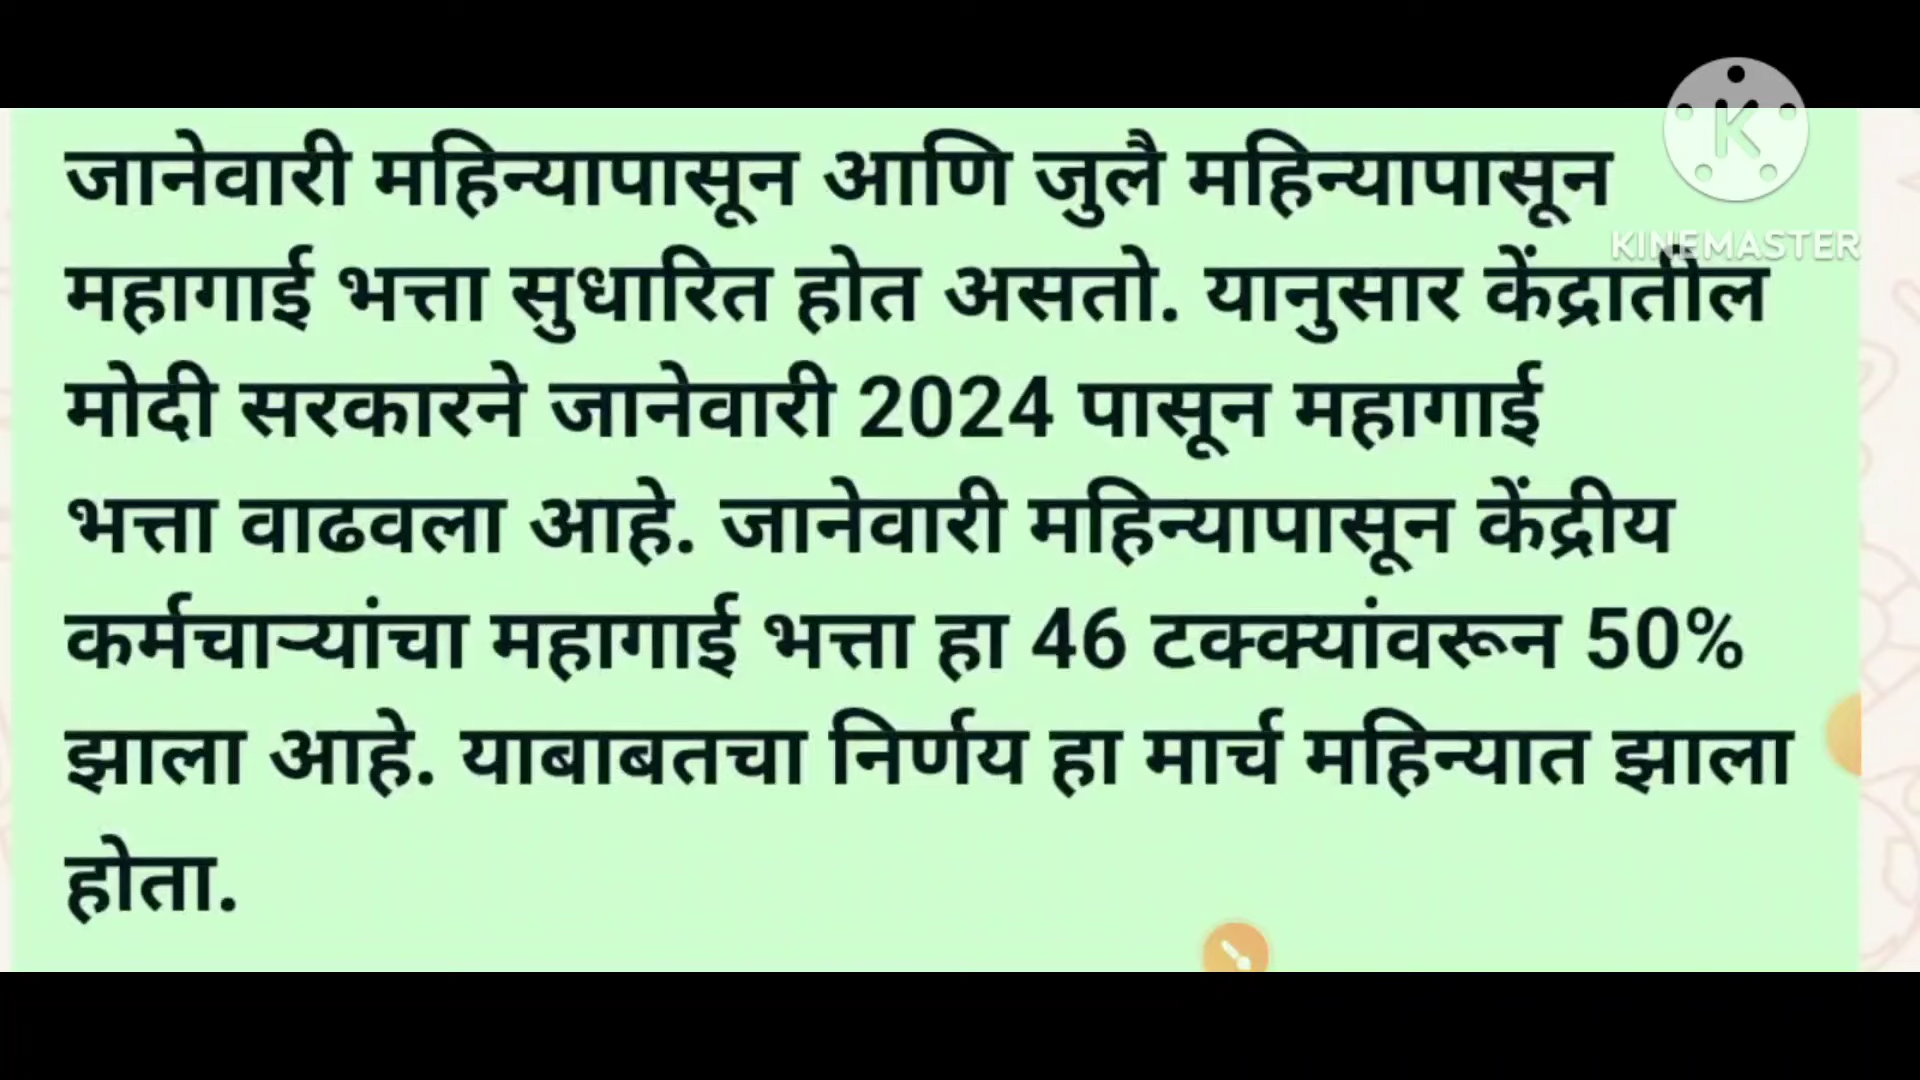 जानेवारी महिन्यापासून आणि जुलै महिन्यापासून
महागाई भत्ता सुधारित होत असतो. यानुसार केंद्रातील
मोदी सरकारने जानेवारी 2024 पासून महागाई
भत्ता वाढवला आहे. जानेवारी महिन्यापासून केंद्रीय
कर्मचाऱ्यांचा महागाई भत्ता हा 46 टक्क्यांवरून 50%
झाला आहे. याबाबतचा निर्णय हा मार्च महिन्यात झाला
होता.
K
KINEMASTER